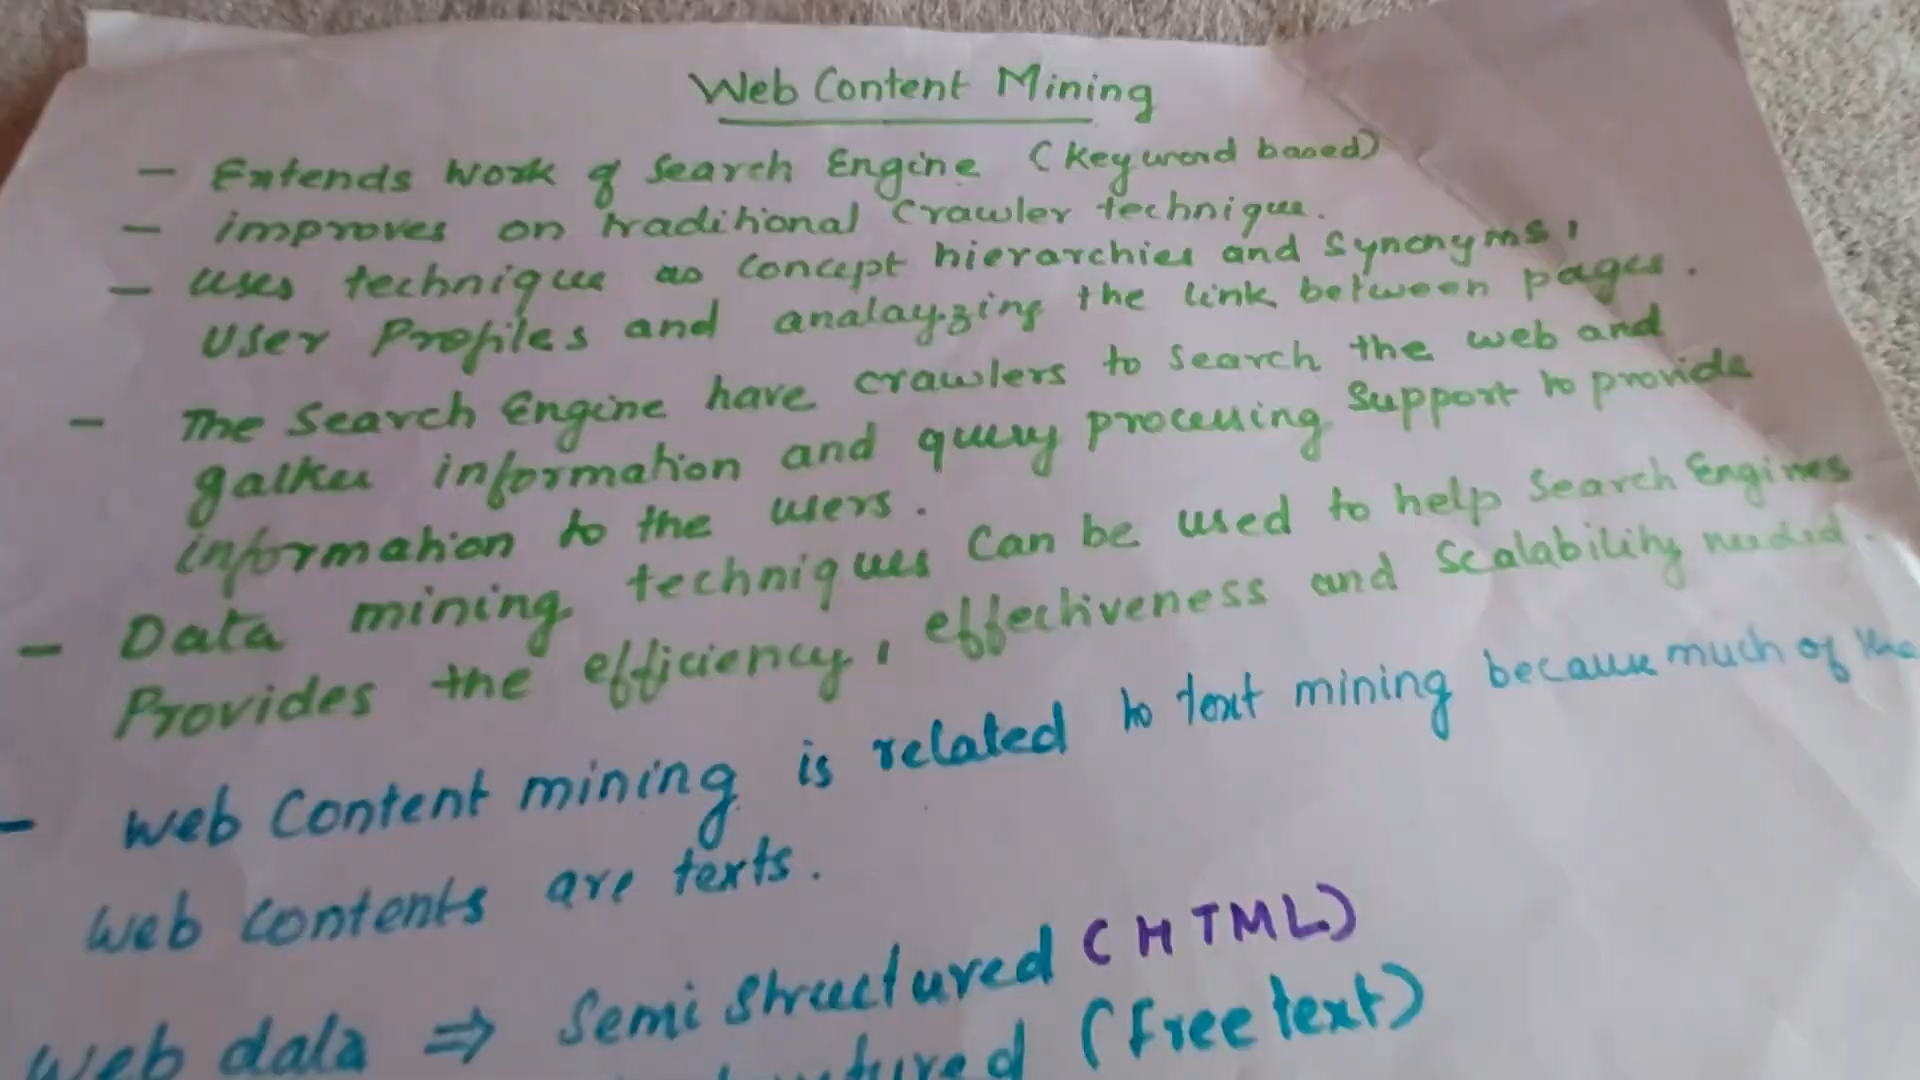 Web Content Mining
- Extends work of Search Engine (keyword based)
- improves on traditional Crawler technique.
- uses technique as concept hierarchies and Synonyms,
User Profiles and analayzing the link between pages.
- The Search Engine have crawlers to search the web and
gather information and query processing support to provide
information to the users.
- Data mining techniques can be used to help Search Engines
Provides the efficiency, effectiveness and Scalability needed.
- Web Content mining is related to text mining because much of the
web contents are texts.
Web data ⇒ Semi structured (HTML)
(Free text)